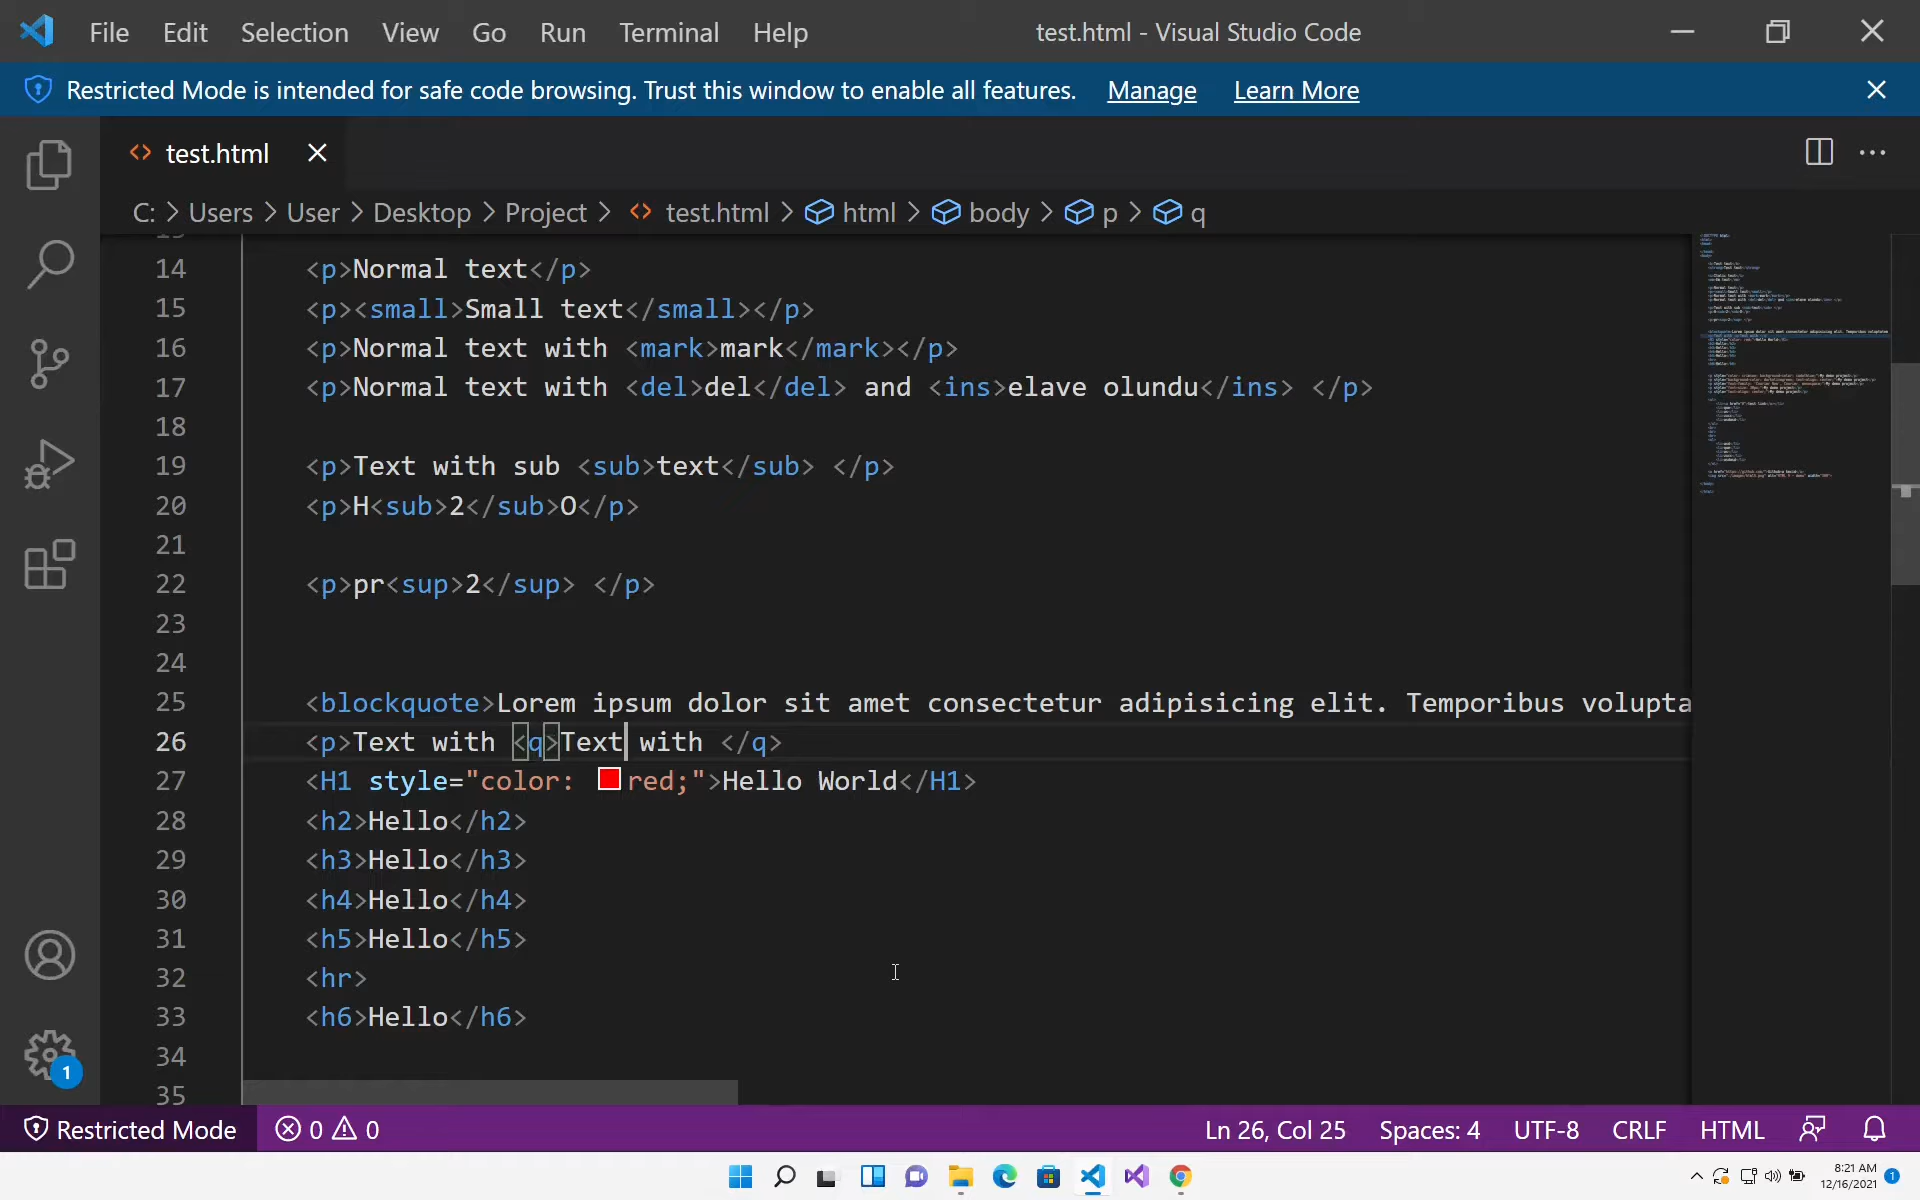 File Edit Selection View Go Run Terminal Help test.html - Visual Studio Code
Restricted Mode is intended for safe code browsing. Trust this window to enable all features. Manage Learn More
test.html
C: > Users > User > Desktop > Project > test.html > html > body > p > q
14 <p>Normal text</p>
15 <p><small>Small text</small></p>
16 <p>Normal text with <mark>mark</mark></p>
17 <p>Normal text with <del>del</del> and <ins>elave olundu</ins> </p>
18
19 <p>Text with sub <sub>text</sub> </p>
20 <p>H<sub>2</sub>O</p>
21
22 <p>pr<sup>2</sup> </p>
23
24
25 <blockquote>Lorem ipsum dolor sit amet consectetur adipisicing elit. Temporibus volupta
26 <p>Text with <q>Text with </q>
27 <H1 style="color: red;">Hello World</H1>
28 <h2>Hello</h2>
29 <h3>Hello</h3>
30 <h4>Hello</h4>
31 <h5>Hello</h5>
32 <hr>
33 <h6>Hello</h6>
34
35
1
Restricted Mode 0 0 Ln 26, Col 25 Spaces: 4 UTF-8 CRLF HTML
8:21 AM
12/16/2021 1